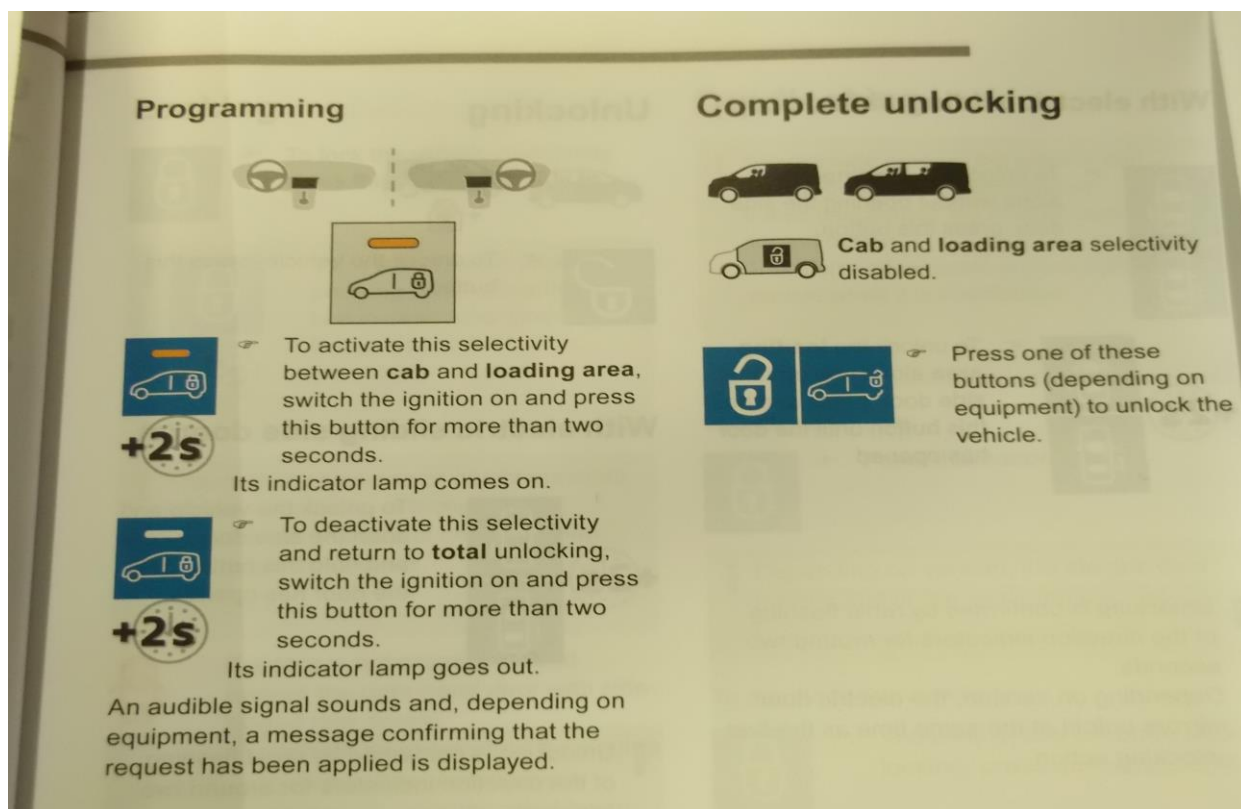 Programming
To activate this selectivity
between cab and loading area,
switch the ignition on and press
this button for more than two
seconds.
+2s
Its indicator lamp comes on.
To deactivate this selectivity
and return to total unlocking,
switch the ignition on and press
this button for more than two
seconds.
+2s
Its indicator lamp goes out.
An audible signal sounds and, depending on
equipment, a message confirming that the
request has been applied is displayed.
Complete unlocking
Cab and loading area selectivity
disabled.
Press one of these
buttons (depending on
equipment) to unlock the
vehicle.